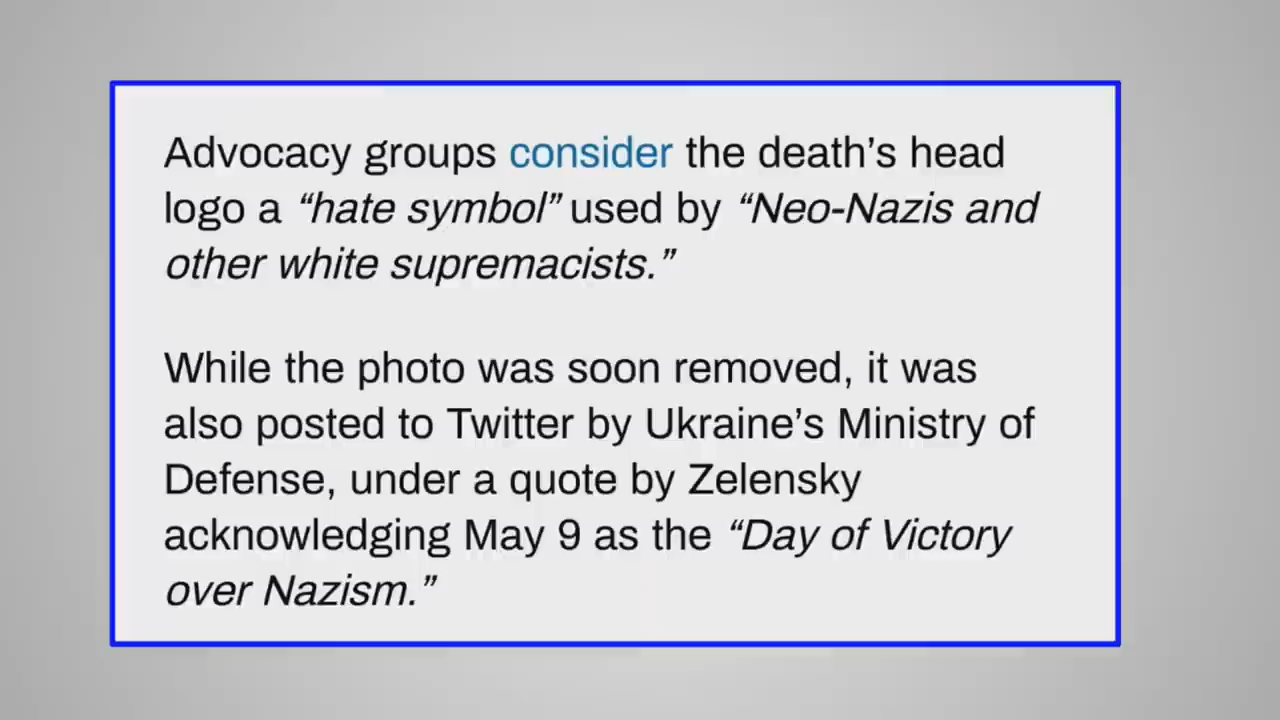 Advocacy groups consider the death’s head
logo a “hate symbol” used by “Neo-Nazis and
other white supremacists.”
While the photo was soon removed, it was
also posted to Twitter by Ukraine’s Ministry of
Defense, under a quote by Zelensky
acknowledging May 9 as the “Day of Victory
over Nazism.”